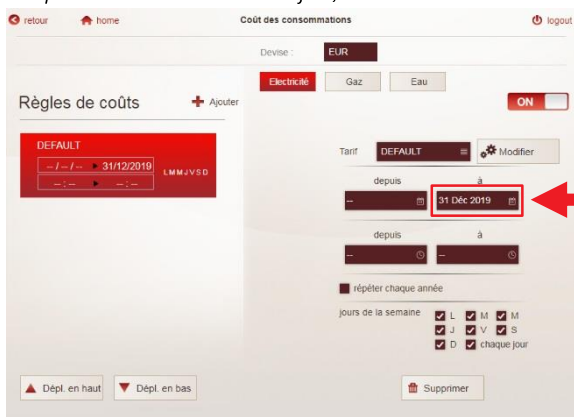 retour home Coût des consommations logout
Devise : EUR
Electricité Gaz Eau
Règles de coûts Ajouter ON
DEFAULT
-- / -- / -- 31/12/2019 LMMJVSD
-- : -- -- : --
Tarif DEFAULT Modifier
depuis à
-- 31 Déc 2019
depuis à
-- --
répéter chaque année
jours de la semaine L M M
J V S
D chaque jour
Dépl. en haut Dépl. en bas Supprimer